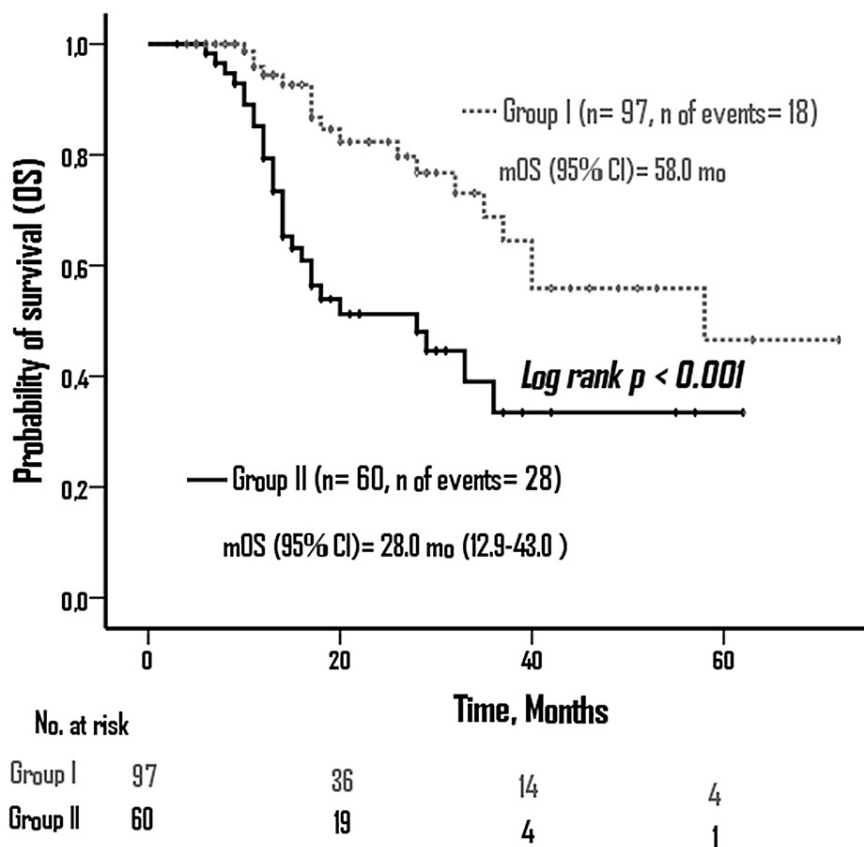 Probability of survival (OS)
1,0
0,8
0,6
0,4
0,2
0,0
Group I (n= 97, n of events= 18)
mOS (95% CI)= 58.0 mo
Log rank p < 0.001
Group II (n= 60, n of events= 28)
mOS (95% CI)= 28.0 mo (12.9-43.0 )
0 20 40 60
Time, Months
No. at risk
Group I 97 36 14 4
Group II 60 19 4 1